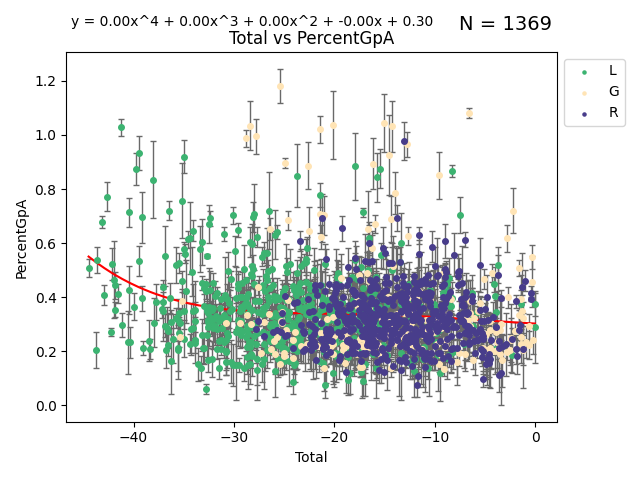 y = 0.00x^4 + 0.00x^3 + 0.00x^2 + -0.00x + 0.30
N = 1369
Total vs PercentGpA
L
G
R
PercentGpA
1.2
1.0
0.8
0.6
0.4
0.2
0.0
−40
−30
−20
−10
0
Total